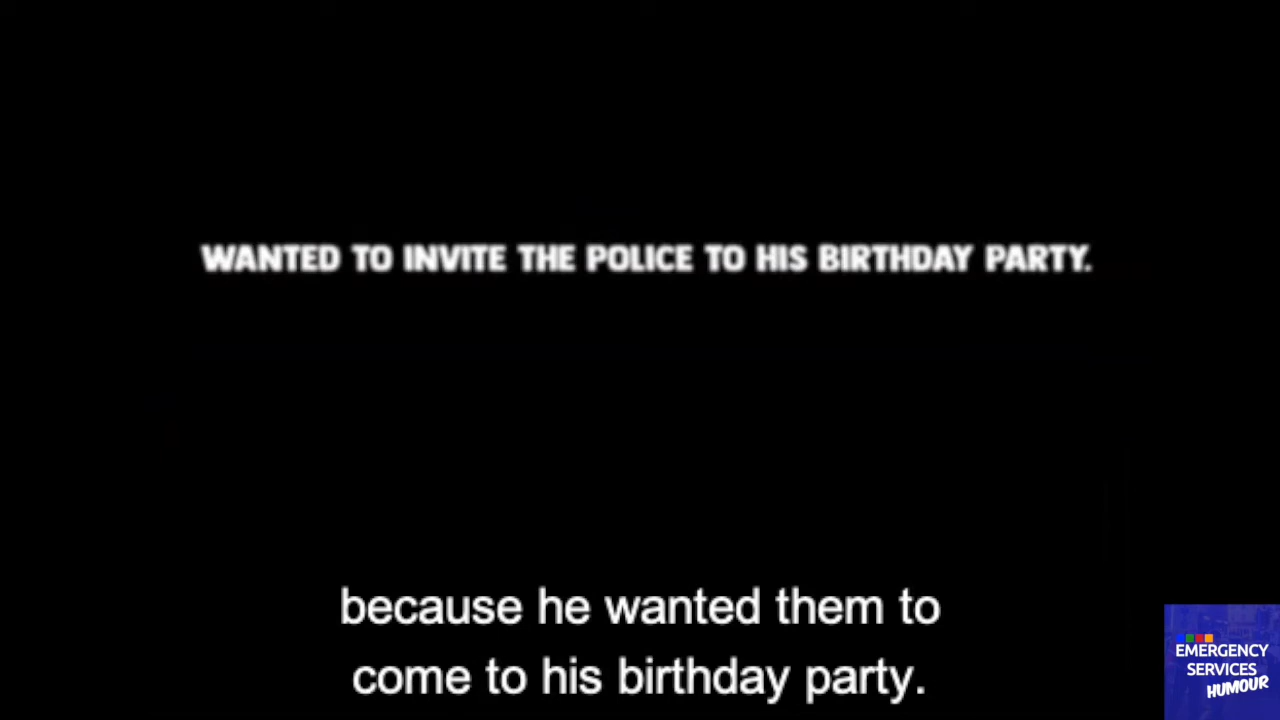 WANTED TO INVITE THE POLICE TO HIS BIRTHDAY PARTY.
because he wanted them to
come to his birthday party.
EMERGENCY
SERVICES
HUMOUR